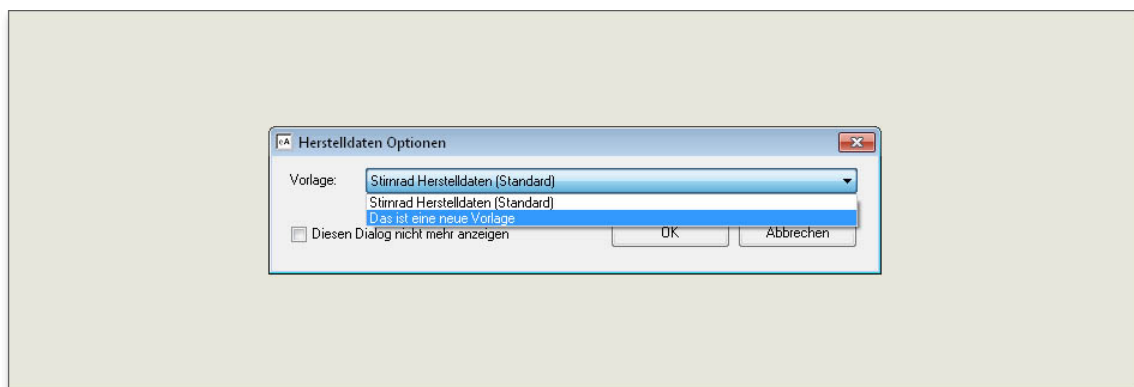 eA Herstelldaten Optionen
Vorlage: Stirnrad Herstelldaten (Standard)
Stirnrad Herstelldaten (Standard)
Das ist eine neue Vorlage
Diesen Dialog nicht mehr anzeigen OK Abbrechen